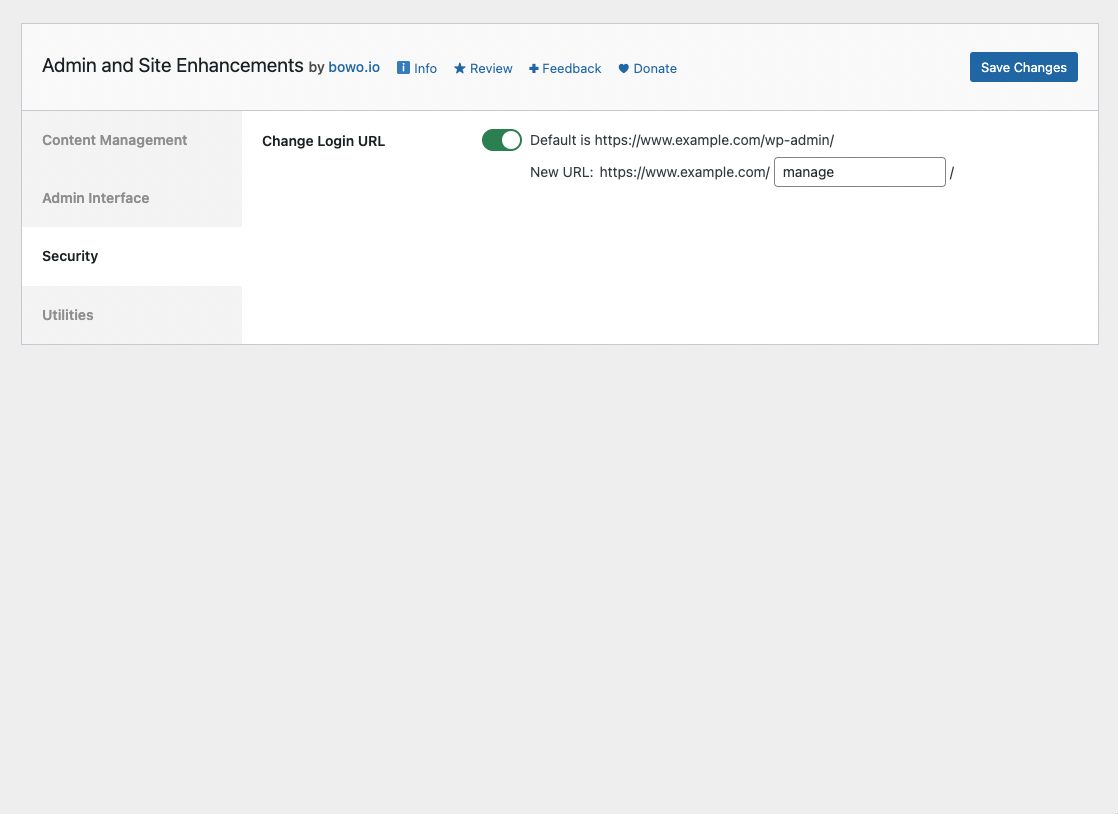 Admin and Site Enhancements by bowo.io Info Review Feedback Donate
Save Changes
Content Management
Admin Interface
Security
Utilities
Change Login URL
Default is https://www.example.com/wp-admin/
New URL: https://www.example.com/ manage /